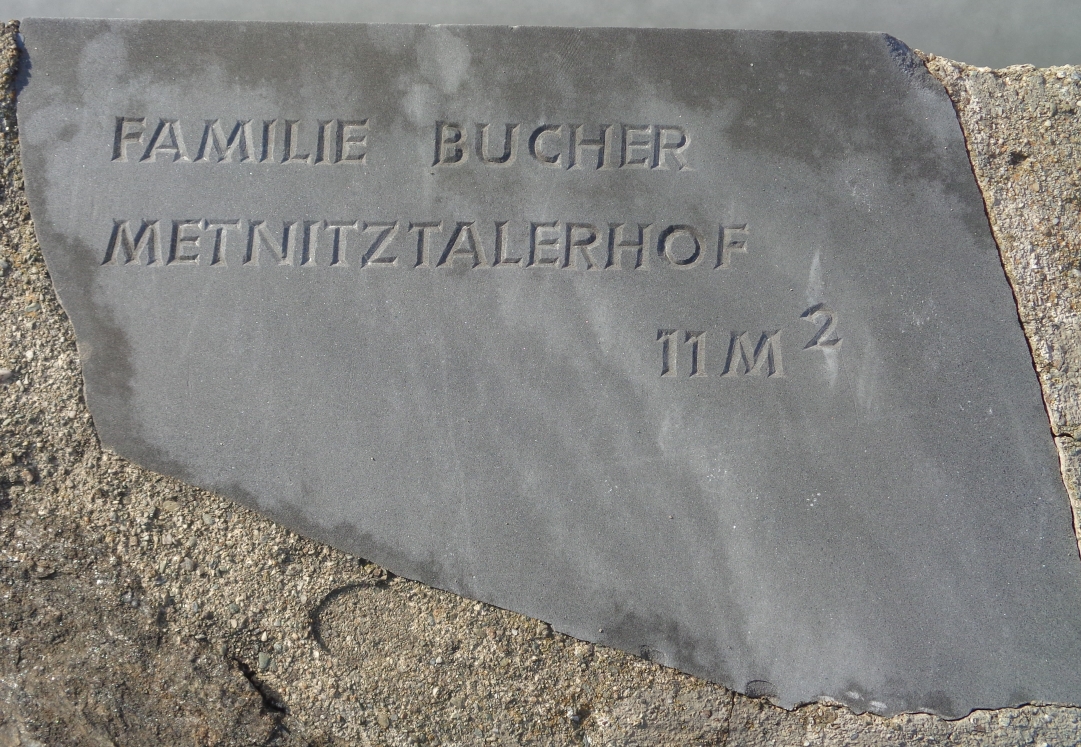 FAMILIE BUCHER
METNITZTALERHOF
11 M²